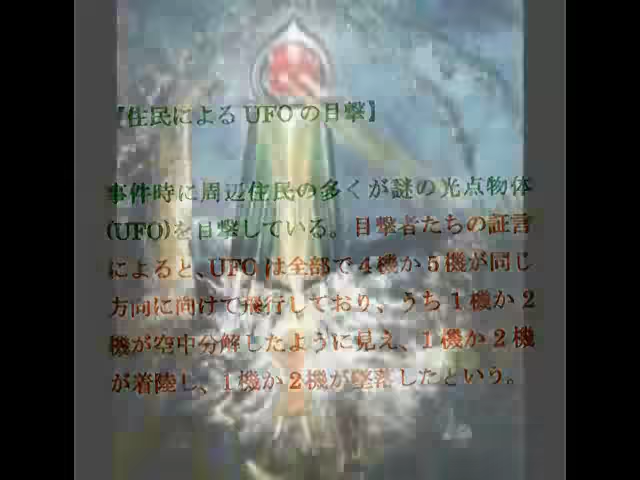 【住民によるUFOの目撃】
事件時に周辺住民の多くが謎の光点物体
(UFO)を目撃している。目撃者たちの証言
によると、UFOは全部で4機か5機が同じ
方向に向けて飛行しており、うち1機か2
機が空中分解したように見え、1機か2機
が着陸し、1機か2機が墜落したという。